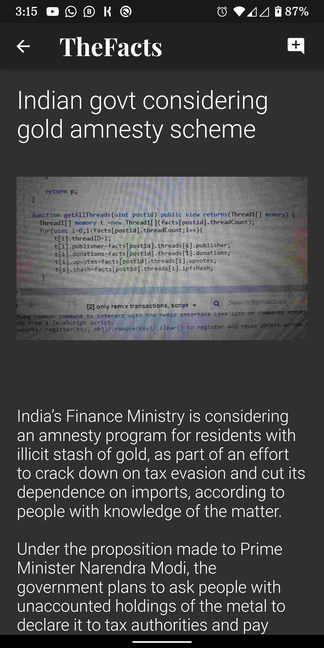 3:15
87%
TheFacts
Indian govt considering
gold amnesty scheme
return p;
}
function getAllThreads(uint postid) public view returns(Thread1[] memory) {
Thread1[] memory t =new Thread1[](facts[postid].threadCount);
for(uint i=0;i<facts[postid].threadCount;i++){
t[i].threadID=i;
t[i].publisher=facts[postid].threads[i].publisher;
t[i].donations=facts[postid].threads[i].donations;
t[i].upvotes=facts[postid].threads[i].upvotes;
t[i].ihash=facts[postid].threads[i].ipfsHash;
[2] only remix transactions, script
Search transactions
India's Finance Ministry is considering
an amnesty program for residents with
illicit stash of gold, as part of an effort
to crack down on tax evasion and cut its
dependence on imports, according to
people with knowledge of the matter.
Under the proposition made to Prime
Minister Narendra Modi, the
government plans to ask people with
unaccounted holdings of the metal to
declare it to tax authorities and pay